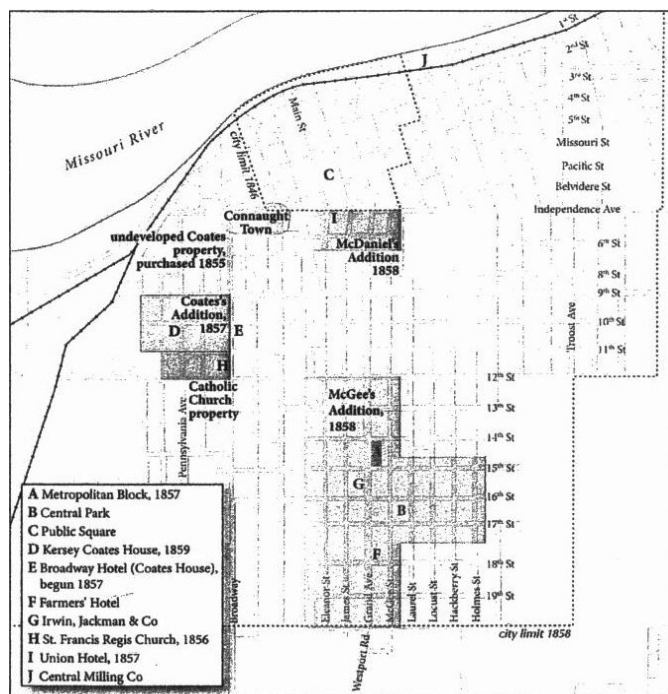 1st St
2nd St
3rd St
4th St
5th St
Missouri St
Pacific St
Belvidere St
Independence Ave
6th St
8th St
9th St
10th St
11th St
12th St
13th St
14th St
15th St
16th St
17th St
18th St
19th St
J
Main St
Missouri River
city limit 1846
C
Connaught
Town
I
McDaniel's
Addition
1858
undeveloped Coates
property,
purchased 1855
Coates's
Addition,
1857
D
E
H
Catholic
Church
property
Troost Ave
McGee's
Addition,
1858
Pennsylvania Ave
G
B
F
Broadway
Eleanor St
James St
Grand Ave
McGee St
Laurel St
Locust St
Hackberry St
Holmes St
city limit 1858
Westport Rd.
A Metropolitan Block, 1857
B Central Park
C Public Square
D Kersey Coates House, 1859
E Broadway Hotel (Coates House),
begun 1857
F Farmers' Hotel
G Irwin, Jackman & Co
H St. Francis Regis Church, 1856
I Union Hotel, 1857
J Central Milling Co